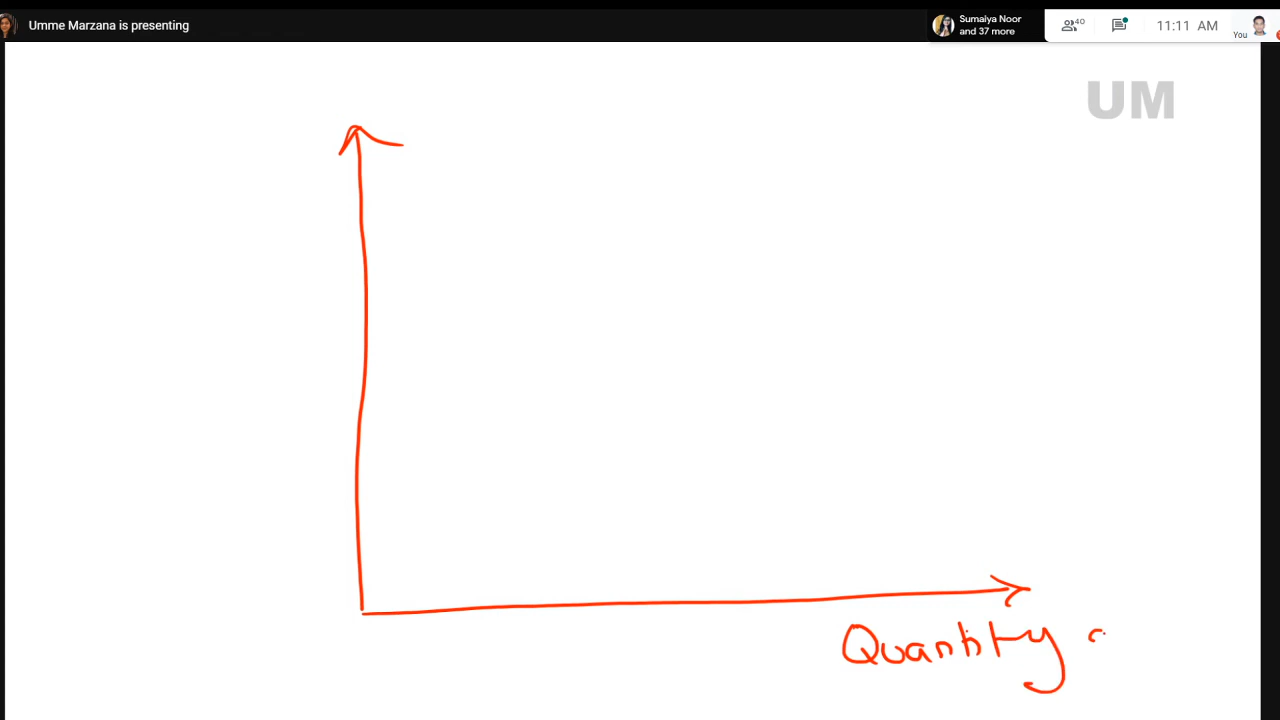 Umme Marzana is presenting
Sumaiya Noor
and 37 more
40
11:11 AM
You
UM
Quantity